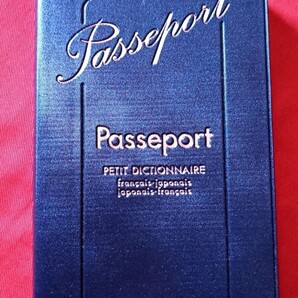 Passeport
Passeport
PETIT DICTIONNAIRE
français-japonais
japonais-français